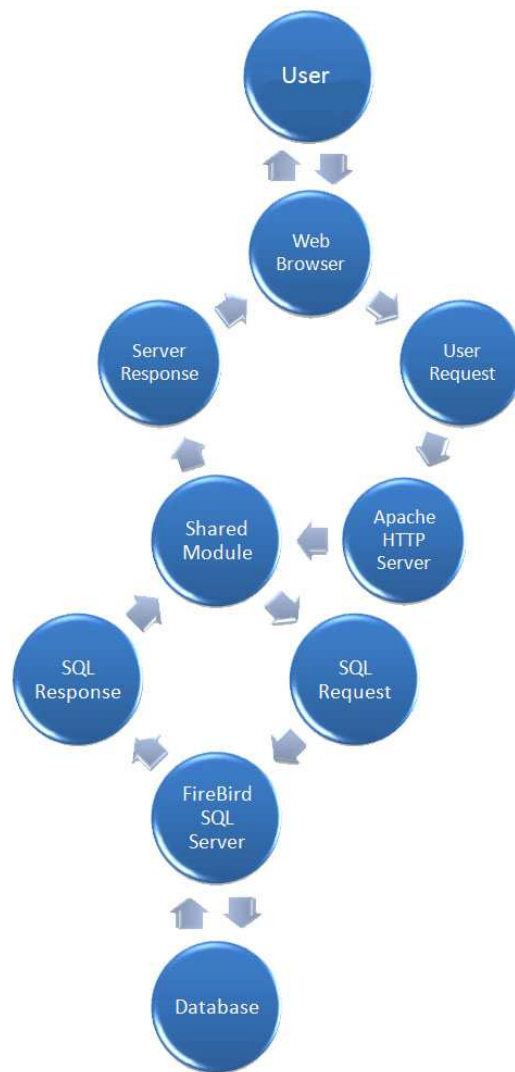 User
Web
Browser
Server
Response
User
Request
Shared
Module
Apache
HTTP
Server
SQL
Response
SQL
Request
FireBird
SQL
Server
Database